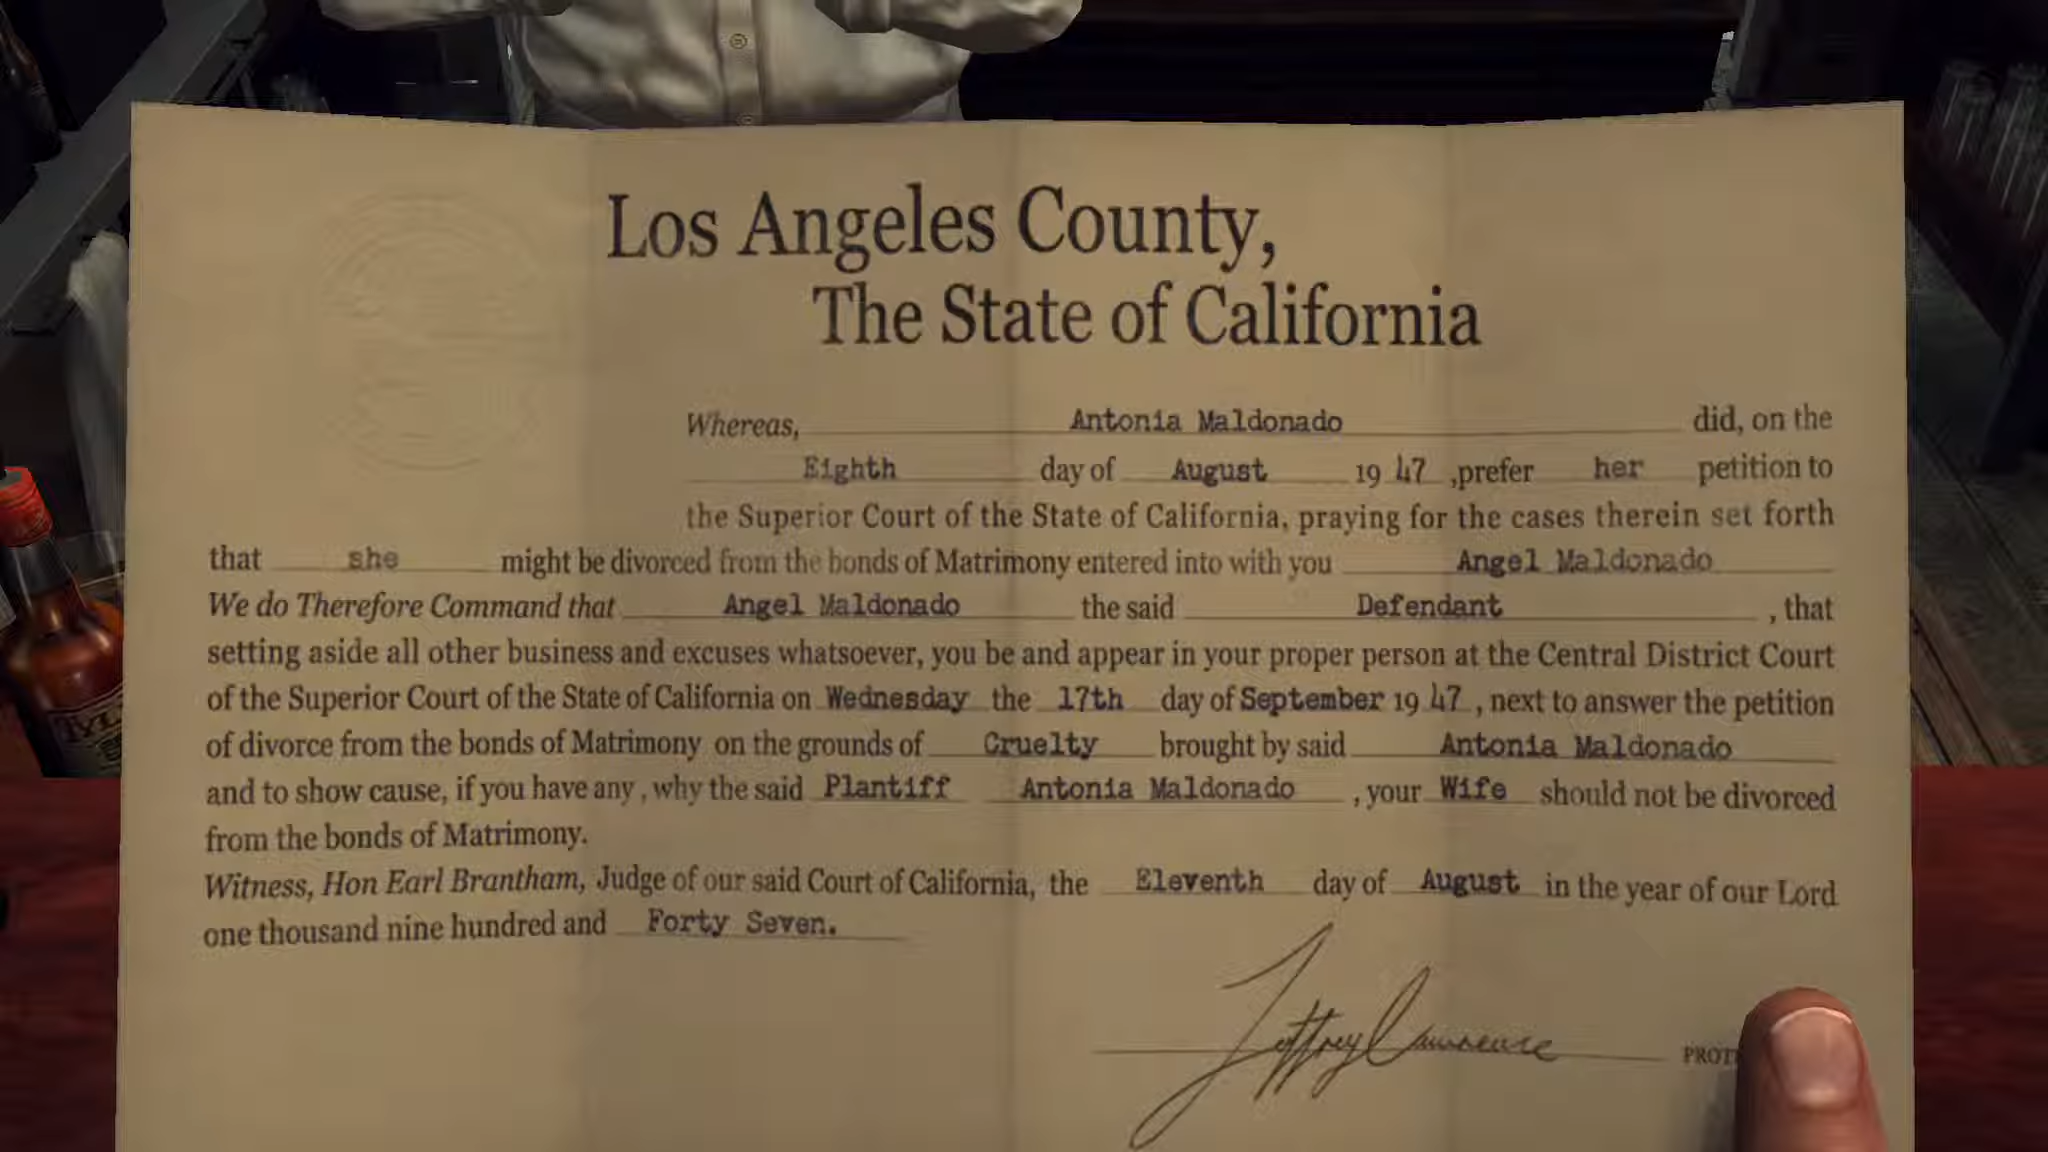 Los Angeles County,
The State of California
Whereas, Antonia Maldonado did, on the
Eighth day of August 19 47 ,prefer her petition to
the Superior Court of the State of California, praying for the cases therein set forth
that she might be divorced from the bonds of Matrimony entered into with you Angel Maldonado
We do Therefore Command that Angel Maldonado the said Defendant , that
setting aside all other business and excuses whatsoever, you be and appear in your proper person at the Central District Court
of the Superior Court of the State of California on Wednesday the 17th day of September 19 47 , next to answer the petition
of divorce from the bonds of Matrimony on the grounds of Cruelty brought by said Antonia Maldonado
and to show cause, if you have any , why the said Plantiff Antonia Maldonado , your Wife should not be divorced
from the bonds of Matrimony.
Witness, Hon Earl Brantham, Judge of our said Court of California, the Eleventh day of August in the year of our Lord
one thousand nine hundred and Forty Seven.
Jeffrey Lawrence